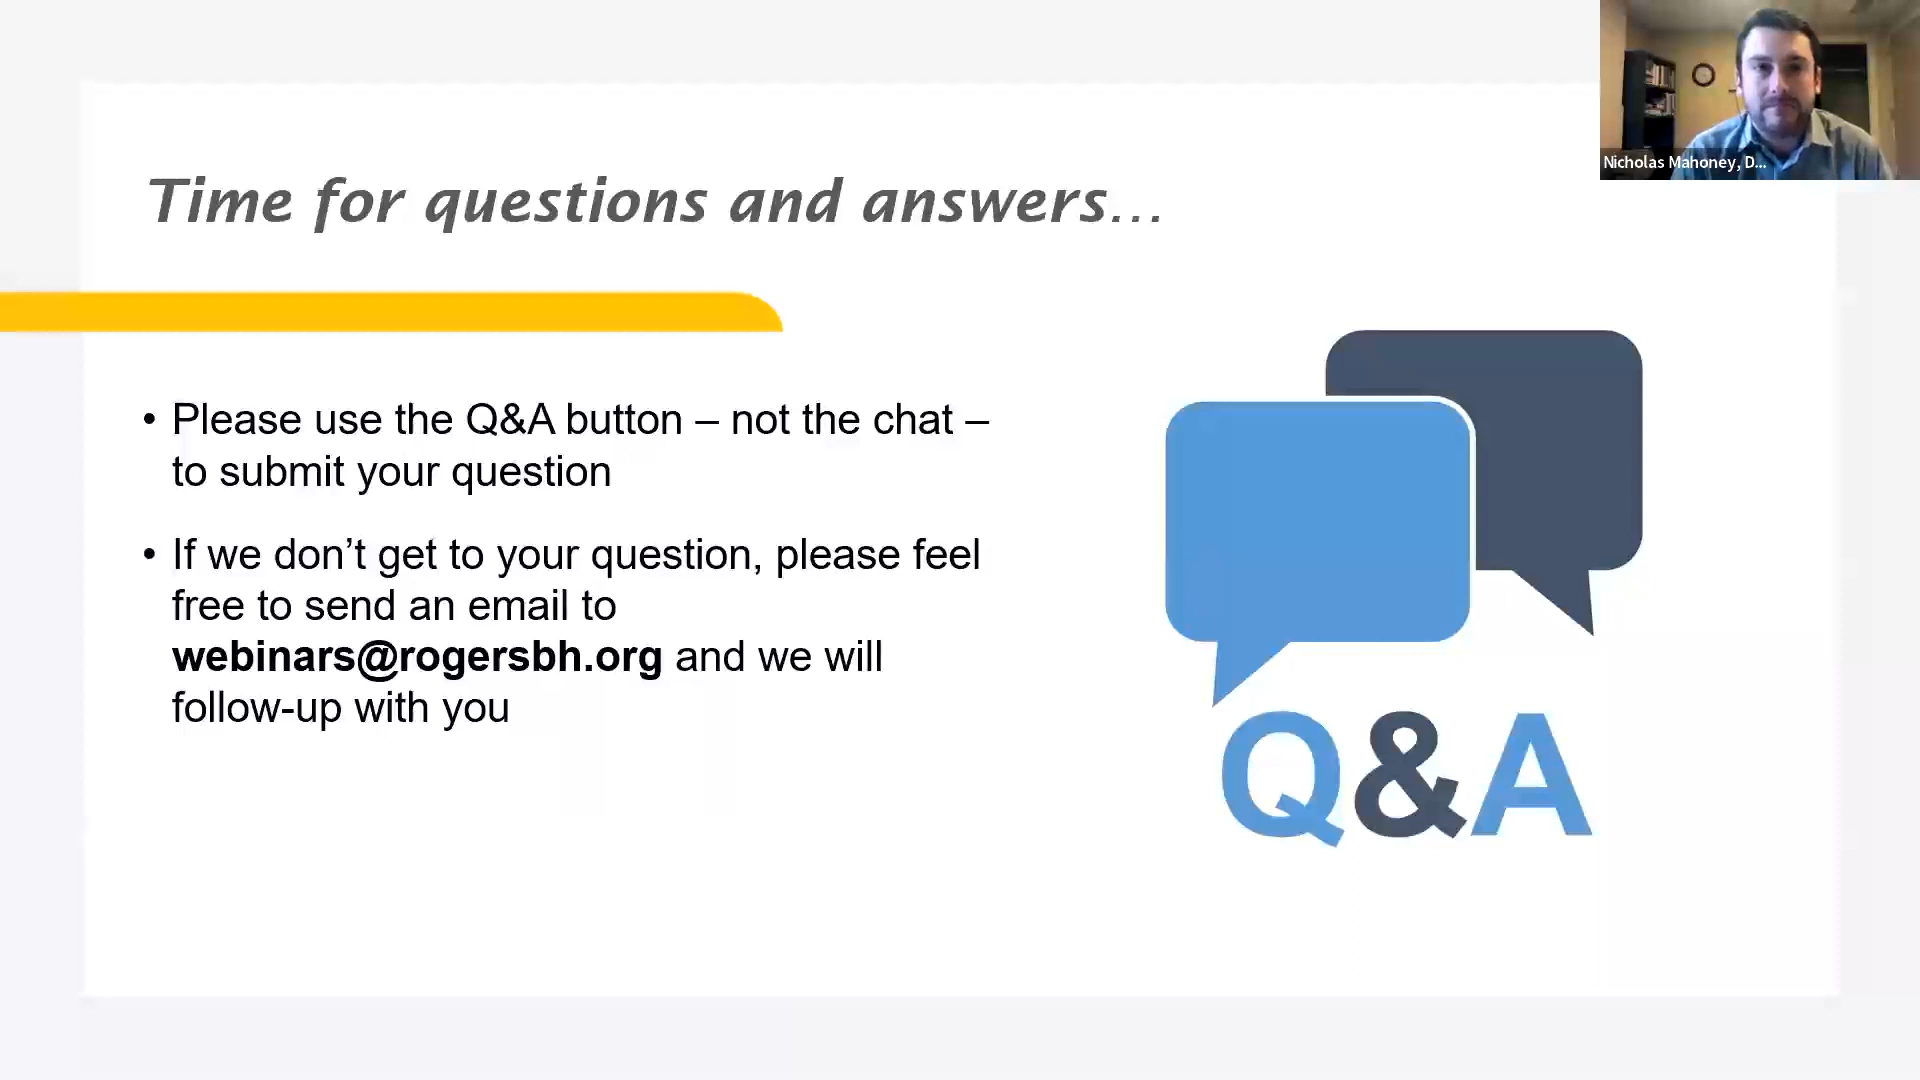 Nicholas Mahoney, D...
Time for questions and answers…
• Please use the Q&A button – not the chat –
to submit your question
• If we don’t get to your question, please feel
free to send an email to
webinars@rogersbh.org and we will
follow-up with you
Q&A